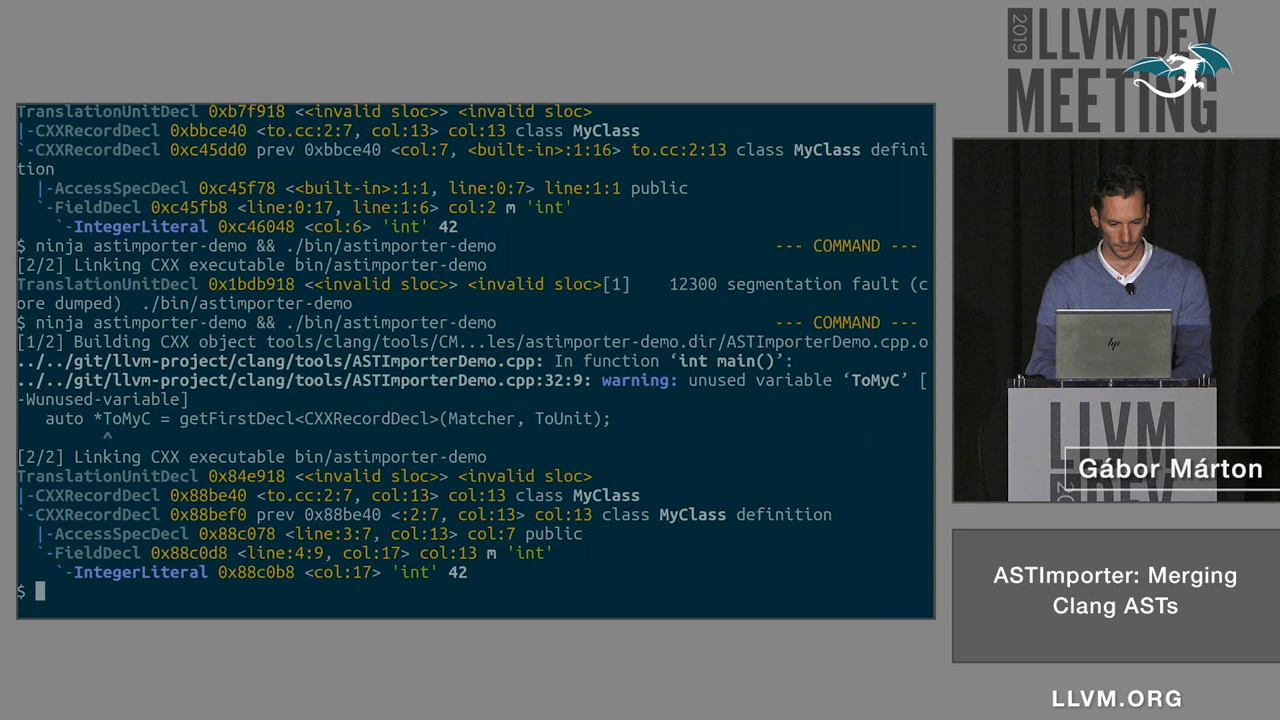 TranslationUnitDecl 0xb7f918 <<invalid sloc>> <invalid sloc>
|-CXXRecordDecl 0xbbce40 <to.cc:2:7, col:13> col:13 class MyClass
`-CXXRecordDecl 0xc45dd0 prev 0xbbce40 <col:7, <built-in>:1:16> to.cc:2:13 class MyClass defini
tion
  |-AccessSpecDecl 0xc45f78 <<built-in>:1:1, line:0:7> line:1:1 public
  `-FieldDecl 0xc45fb8 <line:0:17, line:1:6> col:2 m 'int'
    `-IntegerLiteral 0xc46048 <col:6> 'int' 42
$ ninja astimporter-demo && ./bin/astimporter-demo --- COMMAND ---
[2/2] Linking CXX executable bin/astimporter-demo
TranslationUnitDecl 0x1bdb918 <<invalid sloc>> <invalid sloc>[1]    12300 segmentation fault (c
ore dumped)  ./bin/astimporter-demo
$ ninja astimporter-demo && ./bin/astimporter-demo --- COMMAND ---
[1/2] Building CXX object tools/clang/tools/CM...les/astimporter-demo.dir/ASTImporterDemo.cpp.o
../../git/llvm-project/clang/tools/ASTImporterDemo.cpp: In function ‘int main()’:
../../git/llvm-project/clang/tools/ASTImporterDemo.cpp:32:9: warning: unused variable ‘ToMyC’ [
-Wunused-variable]
   auto *ToMyC = getFirstDecl<CXXRecordDecl>(Matcher, ToUnit);
         ^
[2/2] Linking CXX executable bin/astimporter-demo
TranslationUnitDecl 0x84e918 <<invalid sloc>> <invalid sloc>
|-CXXRecordDecl 0x88be40 <to.cc:2:7, col:13> col:13 class MyClass
`-CXXRecordDecl 0x88bef0 prev 0x88be40 <:2:7, col:13> col:13 class MyClass definition
  |-AccessSpecDecl 0x88c078 <line:3:7, col:13> col:7 public
  `-FieldDecl 0x88c0d8 <line:4:9, col:17> col:13 m 'int'
    `-IntegerLiteral 0x88c0b8 <col:17> 'int' 42
$
2019 LLVM DEV
MEETING
hp
LLVM
Gábor Márton
ASTImporter: Merging
Clang ASTs
LLVM.ORG